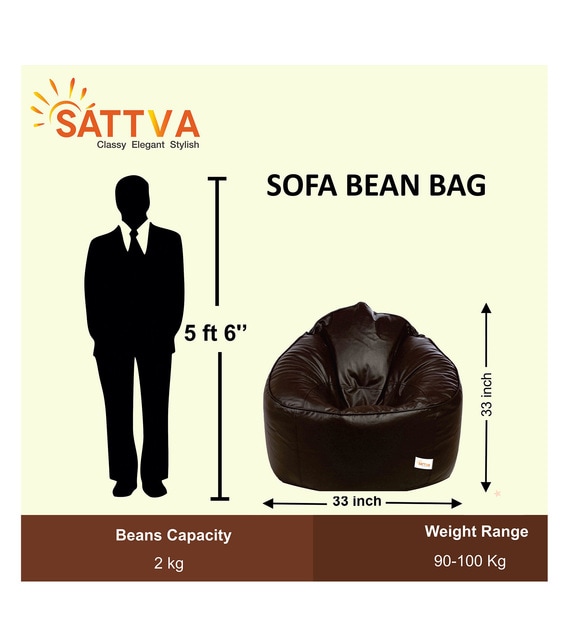 SATTVA
Classy Elegant Stylish
SOFA BEAN BAG
5 ft 6’’
33 inch
SATTVA
33 inch
Beans Capacity
2 kg
Weight Range
90-100 Kg